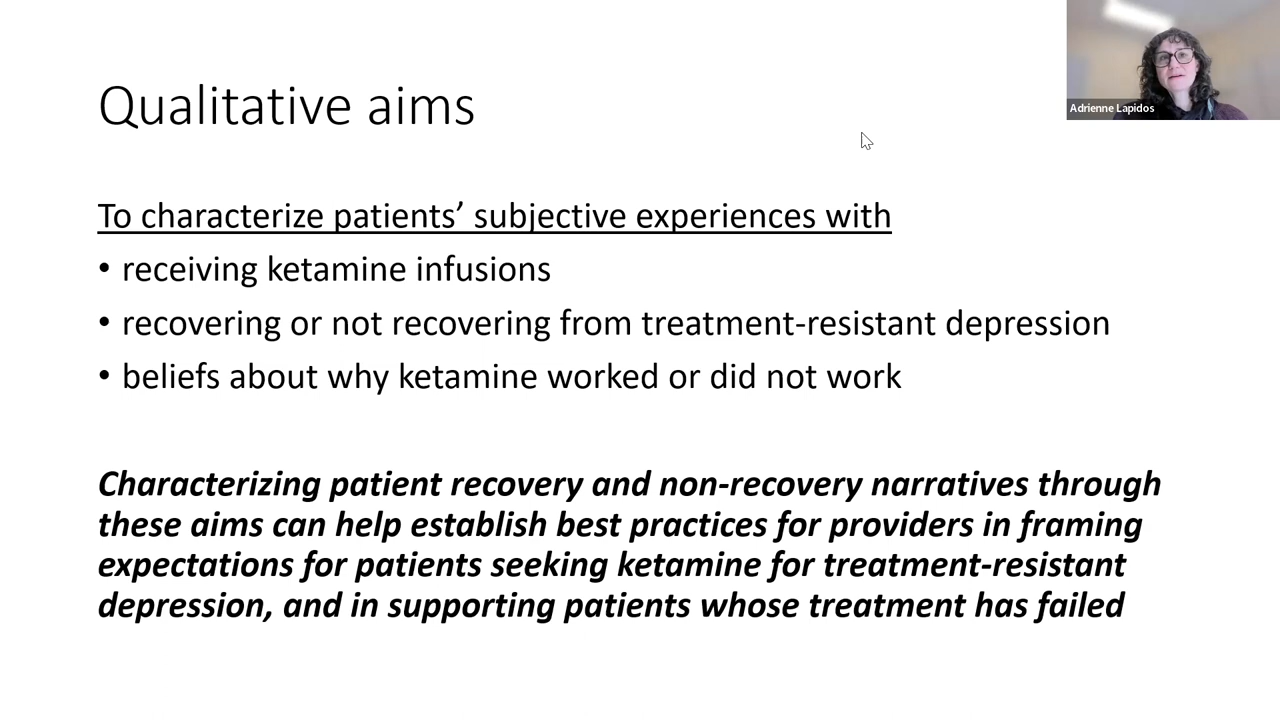 Qualitative aims
Adrienne Lapidos
To characterize patients’ subjective experiences with
• receiving ketamine infusions
• recovering or not recovering from treatment-resistant depression
• beliefs about why ketamine worked or did not work
Characterizing patient recovery and non-recovery narratives through
these aims can help establish best practices for providers in framing
expectations for patients seeking ketamine for treatment-resistant
depression, and in supporting patients whose treatment has failed